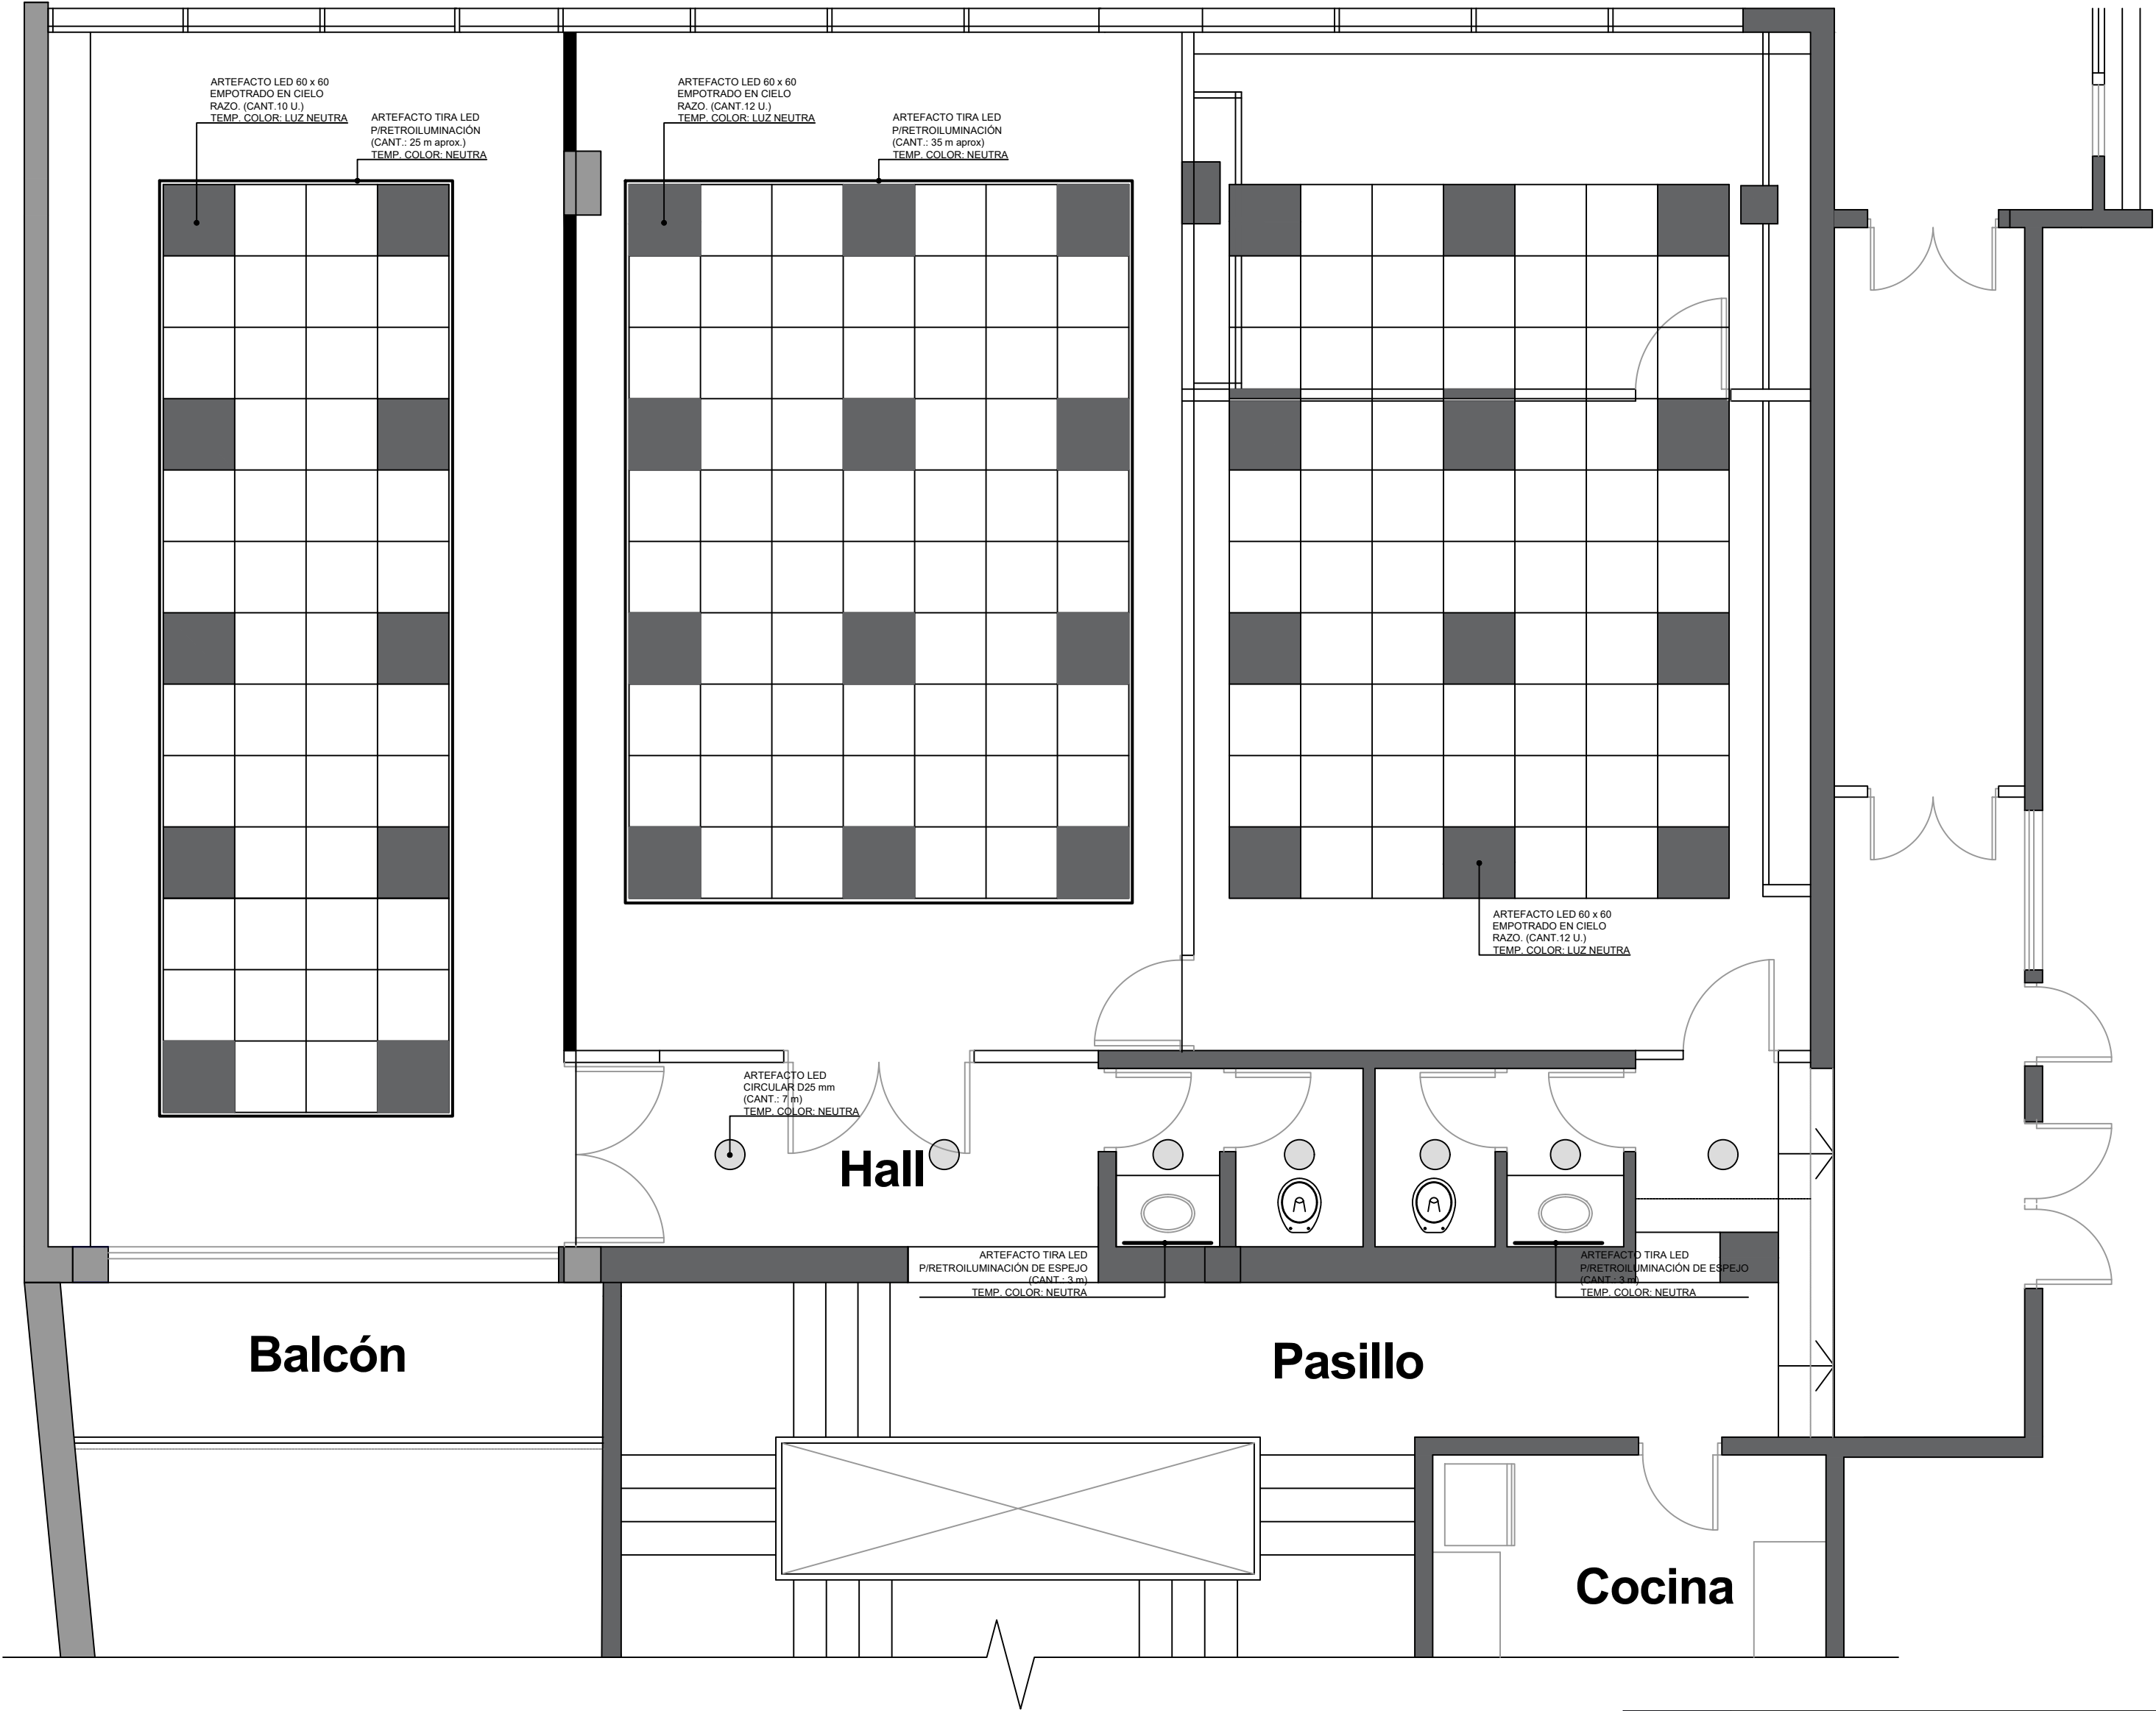 ARTEFACTO LED 60 x 60
EMPOTRADO EN CIELO
RAZO. (CANT.10 U.)
TEMP. COLOR: LUZ NEUTRA
ARTEFACTO TIRA LED
P/RETROILUMINACIÓN
(CANT.: 25 m aprox.)
TEMP. COLOR: NEUTRA
ARTEFACTO LED 60 x 60
EMPOTRADO EN CIELO
RAZO. (CANT.12 U.)
TEMP. COLOR: LUZ NEUTRA
ARTEFACTO TIRA LED
P/RETROILUMINACIÓN
(CANT.: 35 m aprox)
TEMP. COLOR: NEUTRA
ARTEFACTO LED 60 x 60
EMPOTRADO EN CIELO
RAZO. (CANT.12 U.)
TEMP. COLOR: LUZ NEUTRA
ARTEFACTO LED
CIRCULAR D25 mm
(CANT.: 7 m)
TEMP. COLOR: NEUTRA
Hall
ARTEFACTO TIRA LED
P/RETROILUMINACIÓN DE ESPEJO
(CANT.: 3 m)
TEMP. COLOR: NEUTRA
ARTEFACTO TIRA LED
P/RETROILUMINACIÓN DE ESPEJO
(CANT.: 3 m)
TEMP. COLOR: NEUTRA
Balcón
Pasillo
Cocina